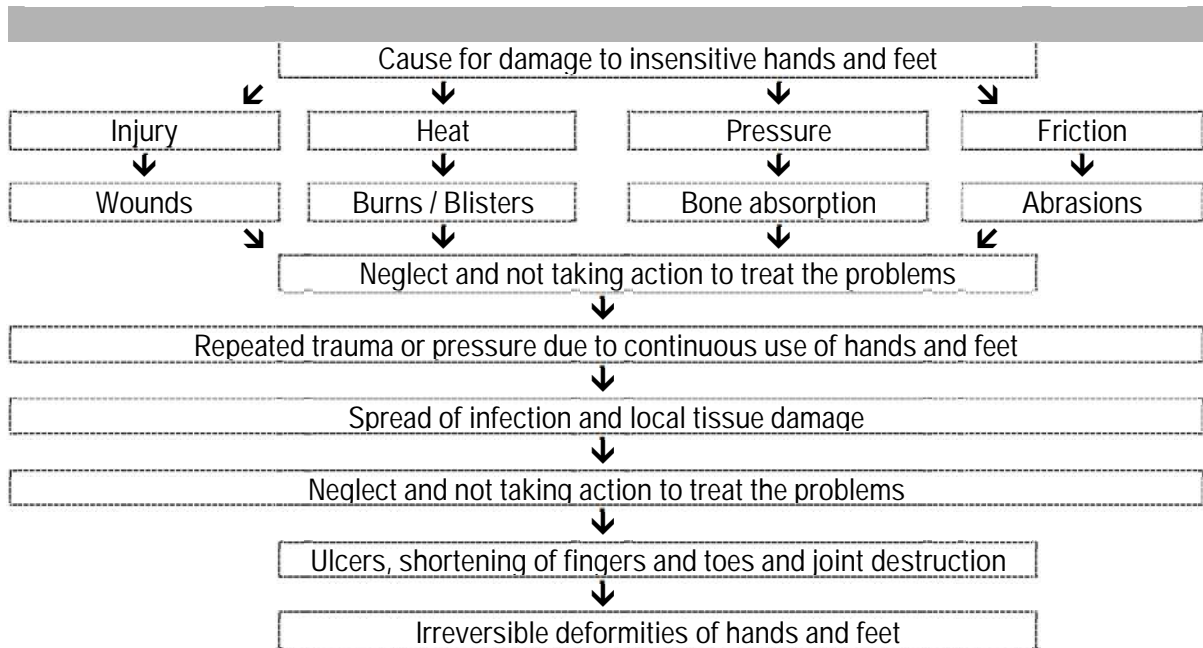 Cause for damage to insensitive hands and feet
Injury
Heat
Pressure
Friction
Wounds
Burns / Blisters
Bone absorption
Abrasions
Neglect and not taking action to treat the problems
Repeated trauma or pressure due to continuous use of hands and feet
Spread of infection and local tissue damage
Neglect and not taking action to treat the problems
Ulcers, shortening of fingers and toes and joint destruction
Irreversible deformities of hands and feet